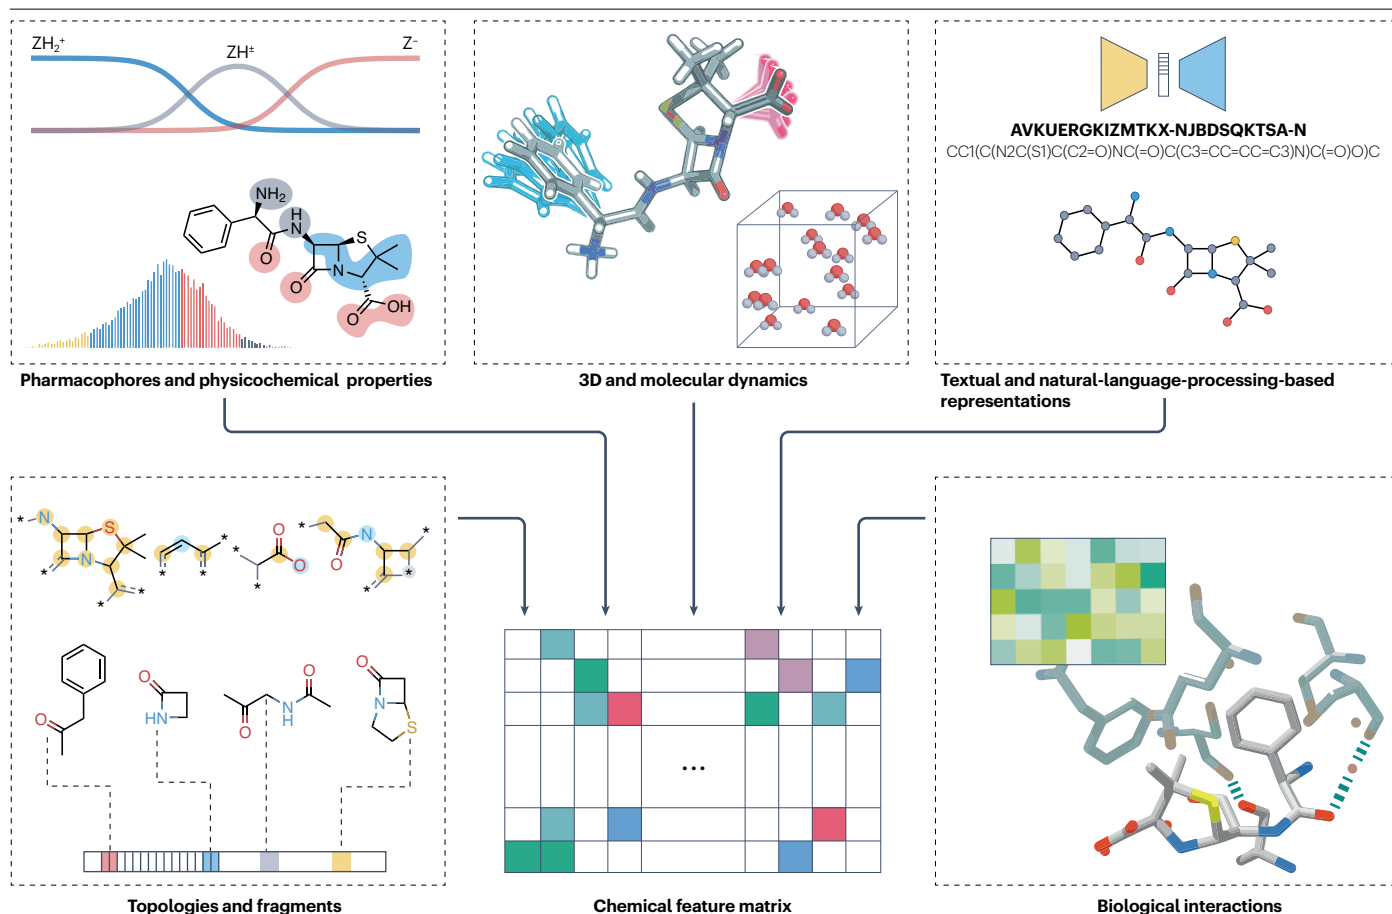 ZH₂⁺
ZH±
Z⁻
NH₂
H
N
S
O
O
N
O
OH
Pharmacophores and physicochemical properties
3D and molecular dynamics
AVKUERGKIZMTKX-NJBDSQKTSA-N
CC1(C(N2C(S1)C(C2=O)NC(=O)C(C3=CC=CC=C3)N)C(=O)O)C
Textual and natural-language-processing-based
representations
* N S N * * *
* * * *
* O O * *
* N O * * *
O
O HN
O N H O
O N S
Topologies and fragments
...
Chemical feature matrix
Biological interactions